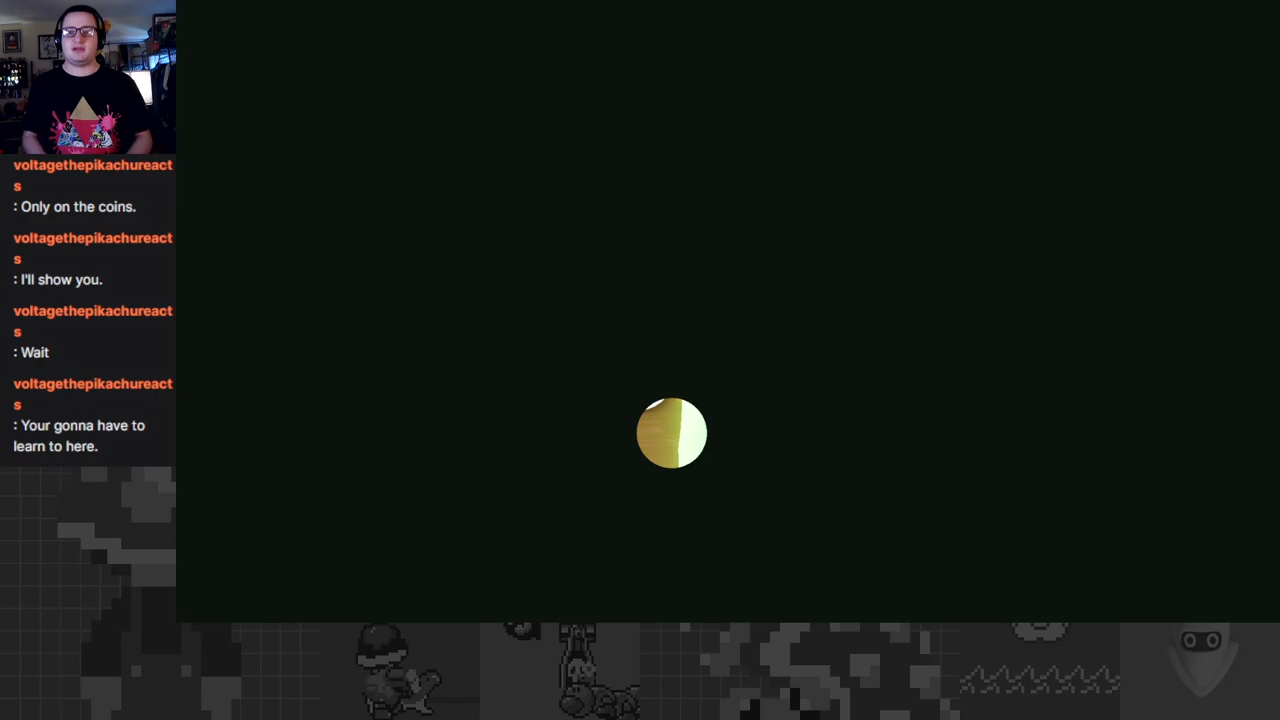 voltagethepikachureact
s
: Only on the coins.
voltagethepikachureact
s
: I'll show you.
voltagethepikachureact
s
: Wait
voltagethepikachureact
s
: Your gonna have to
learn to here.